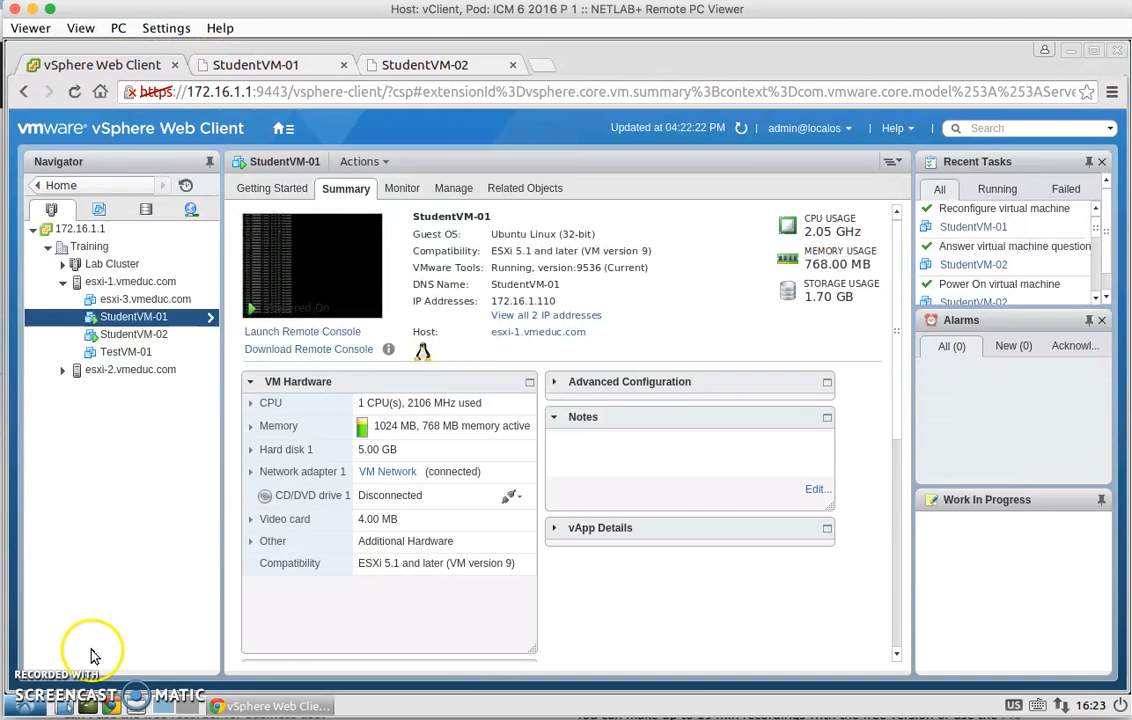 Host: vClient, Pod: ICM 6 2016 P 1 :: NETLAB+ Remote PC Viewer
Viewer View PC Settings Help
vSphere Web Client × StudentVM-01 × StudentVM-02 ×
https://172.16.1.1:9443/vsphere-client/?csp#extensionId%3Dvsphere.core.vm.summary%3Bcontext%3Dcom.vmware.core.model%253A%253AServe
vmware vSphere Web Client
Updated at 04:22:22 PM admin@localos Help Search
Navigator
Home
172.16.1.1
Training
Lab Cluster
esxi-1.vmeduc.com
esxi-3.vmeduc.com
StudentVM-01
StudentVM-02
TestVM-01
esxi-2.vmeduc.com
StudentVM-01 Actions
Getting Started Summary Monitor Manage Related Objects
Powered On
Launch Remote Console
Download Remote Console
StudentVM-01
Guest OS: Ubuntu Linux (32-bit)
Compatibility: ESXi 5.1 and later (VM version 9)
VMware Tools: Running, version:9536 (Current)
DNS Name: StudentVM-01
IP Addresses: 172.16.1.110
View all 2 IP addresses
Host: esxi-1.vmeduc.com
CPU USAGE
2.05 GHz
MEMORY USAGE
768.00 MB
STORAGE USAGE
1.70 GB
VM Hardware
CPU 1 CPU(s), 2106 MHz used
Memory 1024 MB, 768 MB memory active
Hard disk 1 5.00 GB
Network adapter 1 VM Network (connected)
CD/DVD drive 1 Disconnected
Video card 4.00 MB
Other Additional Hardware
Compatibility ESXi 5.1 and later (VM version 9)
Advanced Configuration
Notes
Edit...
vApp Details
Recent Tasks
All Running Failed
Reconfigure virtual machine
StudentVM-01
Answer virtual machine question
StudentVM-02
Power On virtual machine
StudentVM-02
Alarms
All (0) New (0) Acknowl...
Work In Progress
RECORDED WITH
SCREENCAST MATIC
vSphere Web Clie...
US 16:23